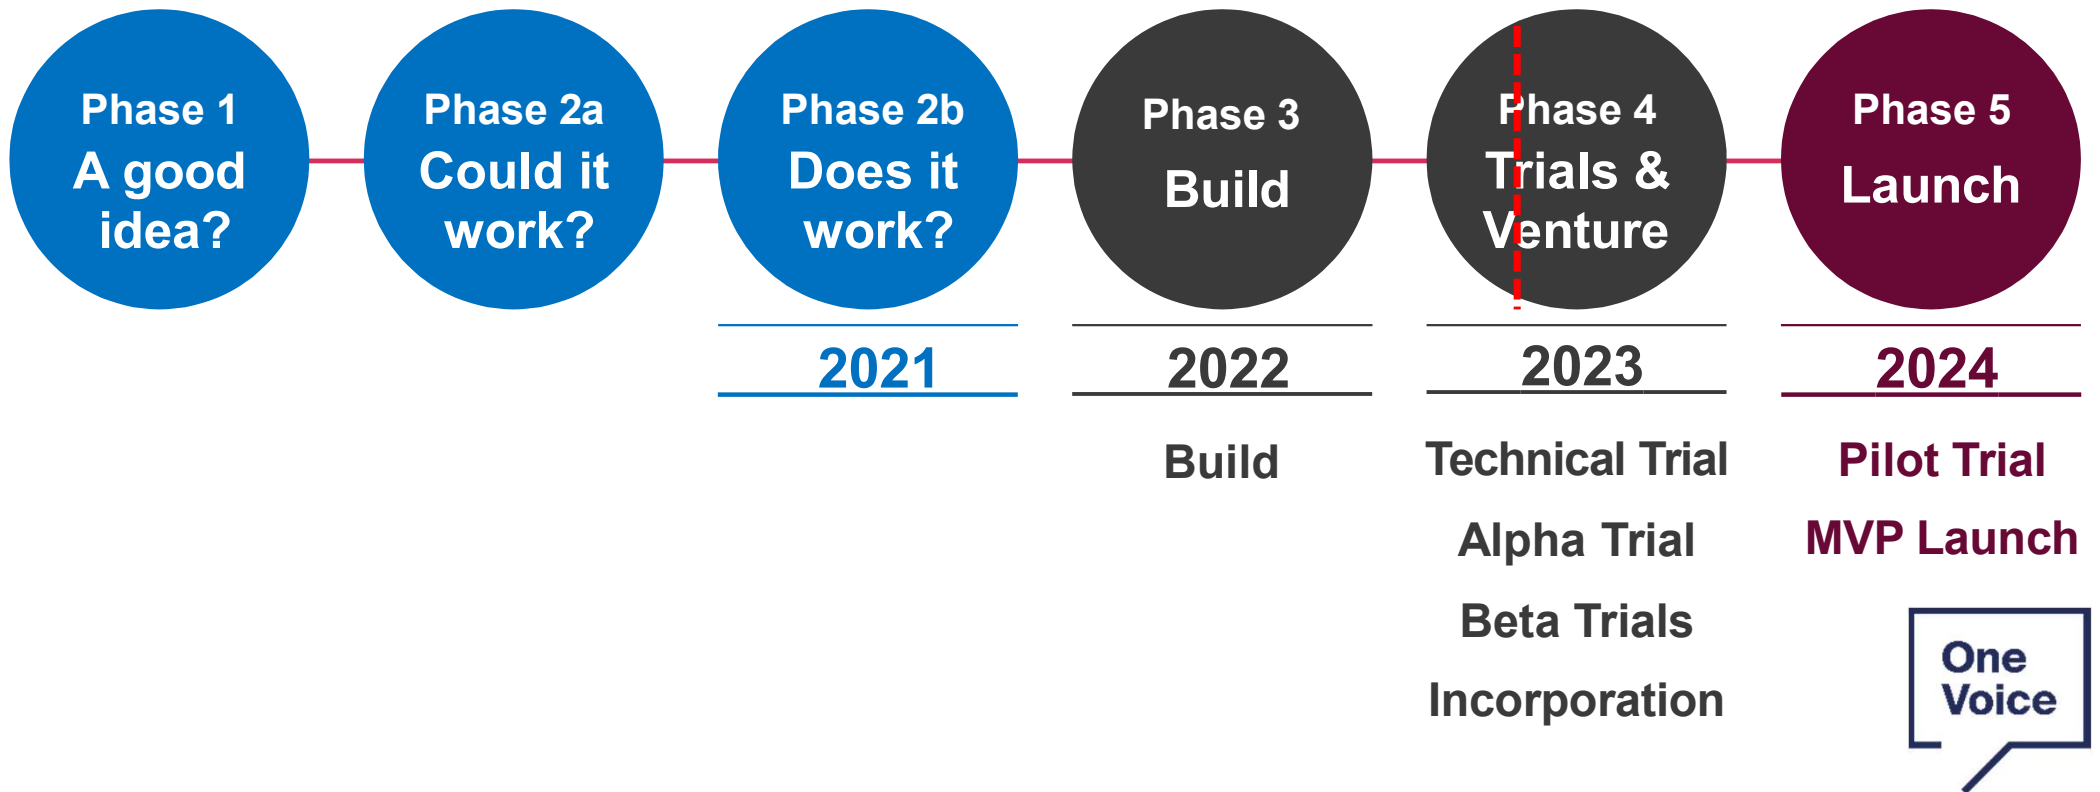 Phase 1
A good
idea?
Phase 2a
Could it
work?
Phase 2b
Does it
work?
Phase 3
Build
Phase 4
Trials &
Venture
Phase 5
Launch
2021
2022
2023
2024
Build
Technical Trial
Alpha Trial
Beta Trials
Incorporation
Pilot Trial
MVP Launch
One
Voice